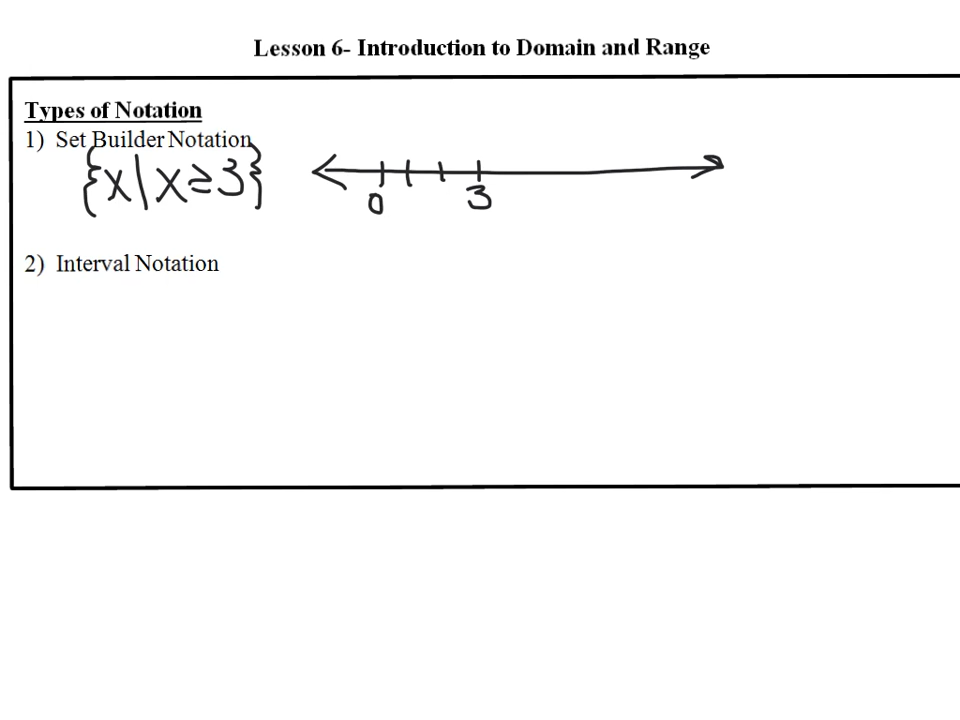 Lesson 6- Introduction to Domain and Range
Types of Notation
1) Set Builder Notation
{x|x≥3}
0 3
2) Interval Notation